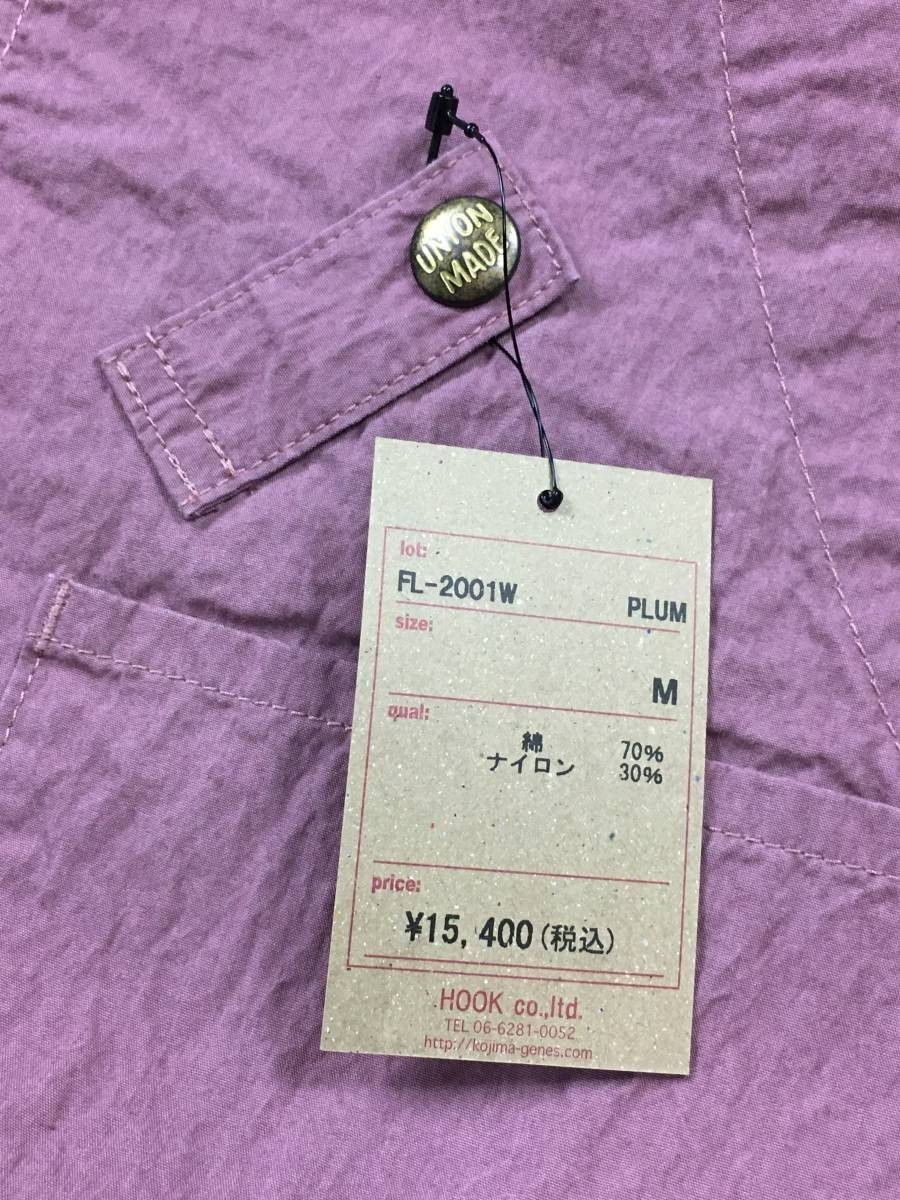 UNION
MADE
lot:
FL-2001W PLUM
size:
M
qual:
綿 70%
ナイロン 30%
price:
¥15,400(税込)
HOOK co.,ltd.
TEL 06-6281-0052
http://kojima-genes.com